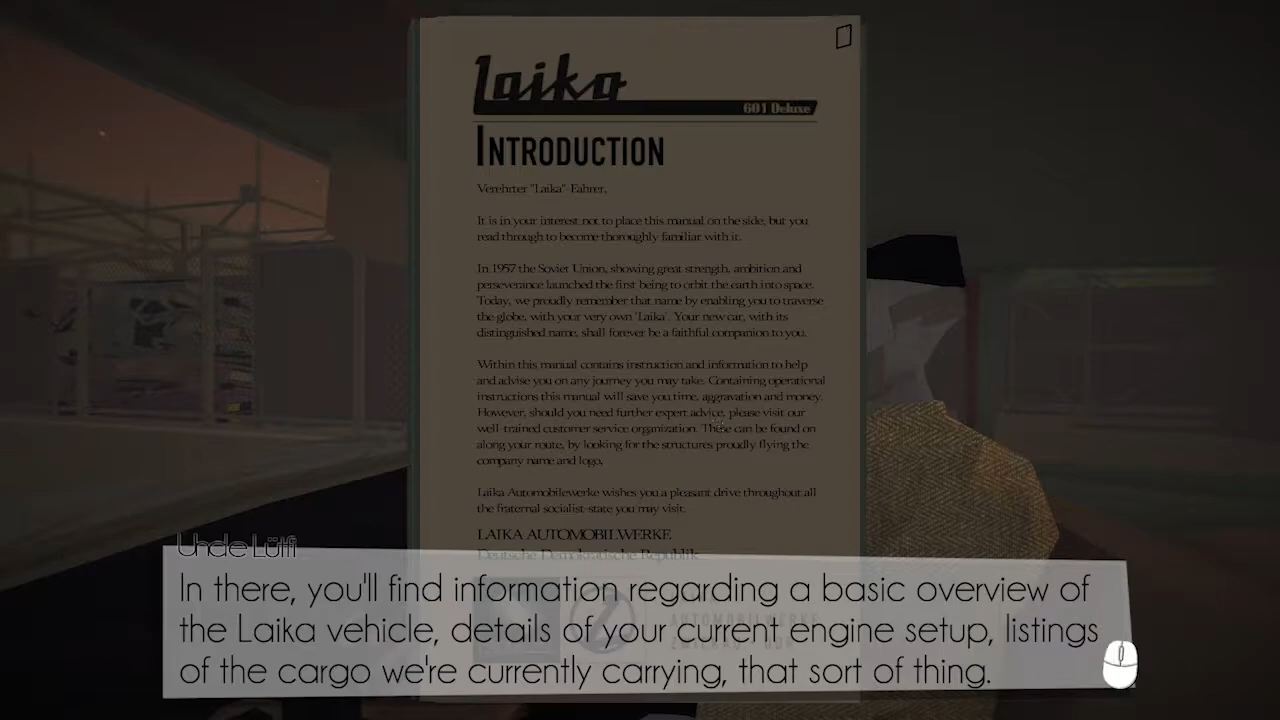 Laika
601 Deluxe
INTRODUCTION
Verehrter "Laika"-Fahrer,
It is in your interest not to place this manual on the side, but you
read through to become thoroughly familiar with it.
In 1957 the Soviet Union, showing great strength, ambition and
perseverance launched the first being to orbit the earth into space.
Today, we proudly remember that name by enabling you to traverse
the globe, with your very own 'Laika'. Your new car, with its
distinguished name, shall forever be a faithful companion to you.
Within this manual contains instruction and information to help
and advise you on any journey you may take. Containing operational
instructions this manual will save you time, aggravation and money.
However, should you need further expert advice, please visit our
well-trained customer service organization. These can be found on
along your route, by looking for the structures proudly flying the
company name and logo,
Laika Automobilewerke wishes you a pleasant drive throughout all
the fraternal socialist-state you may visit.
LAIKA AUTOMOBILWERKE
Deutsche Demokratische Republik
AUTOMOBILWERKE
Uncle Lütfi
In there, you'll find information regarding a basic overview of
the Laika vehicle, details of your current engine setup, listings
of the cargo we're currently carrying, that sort of thing.